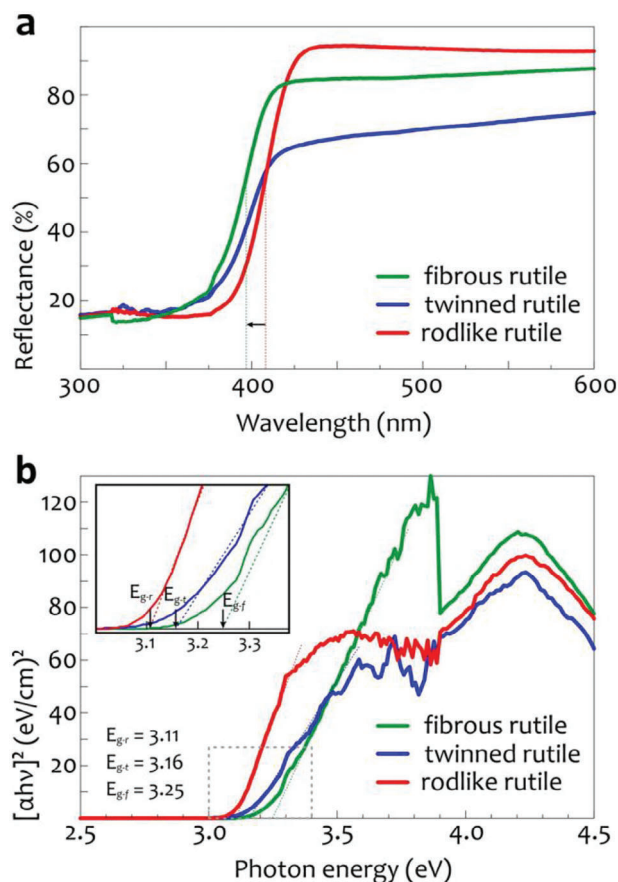 a
80
60
40
20
Reflectance (%)
fibrous rutile
twinned rutile
rodlike rutile
300
400
500
600
Wavelength (nm)
b
120
100
80
60
40
20
[αhν]² (eV/cm)²
Eg-r
Eg-t
Eg-f
3.1
3.2
3.3
Eg-r = 3.11
Eg-t = 3.16
Eg-f = 3.25
fibrous rutile
twinned rutile
rodlike rutile
2.5
3.0
3.5
4.0
4.5
Photon energy (eV)